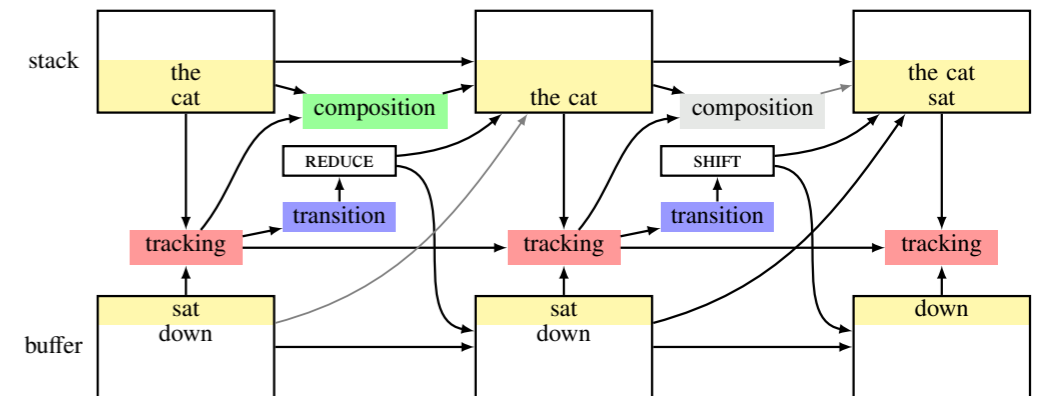 stack
the
cat
composition
the cat
composition
the cat
sat
REDUCE
SHIFT
transition
transition
tracking
tracking
tracking
buffer
sat
down
sat
down
down